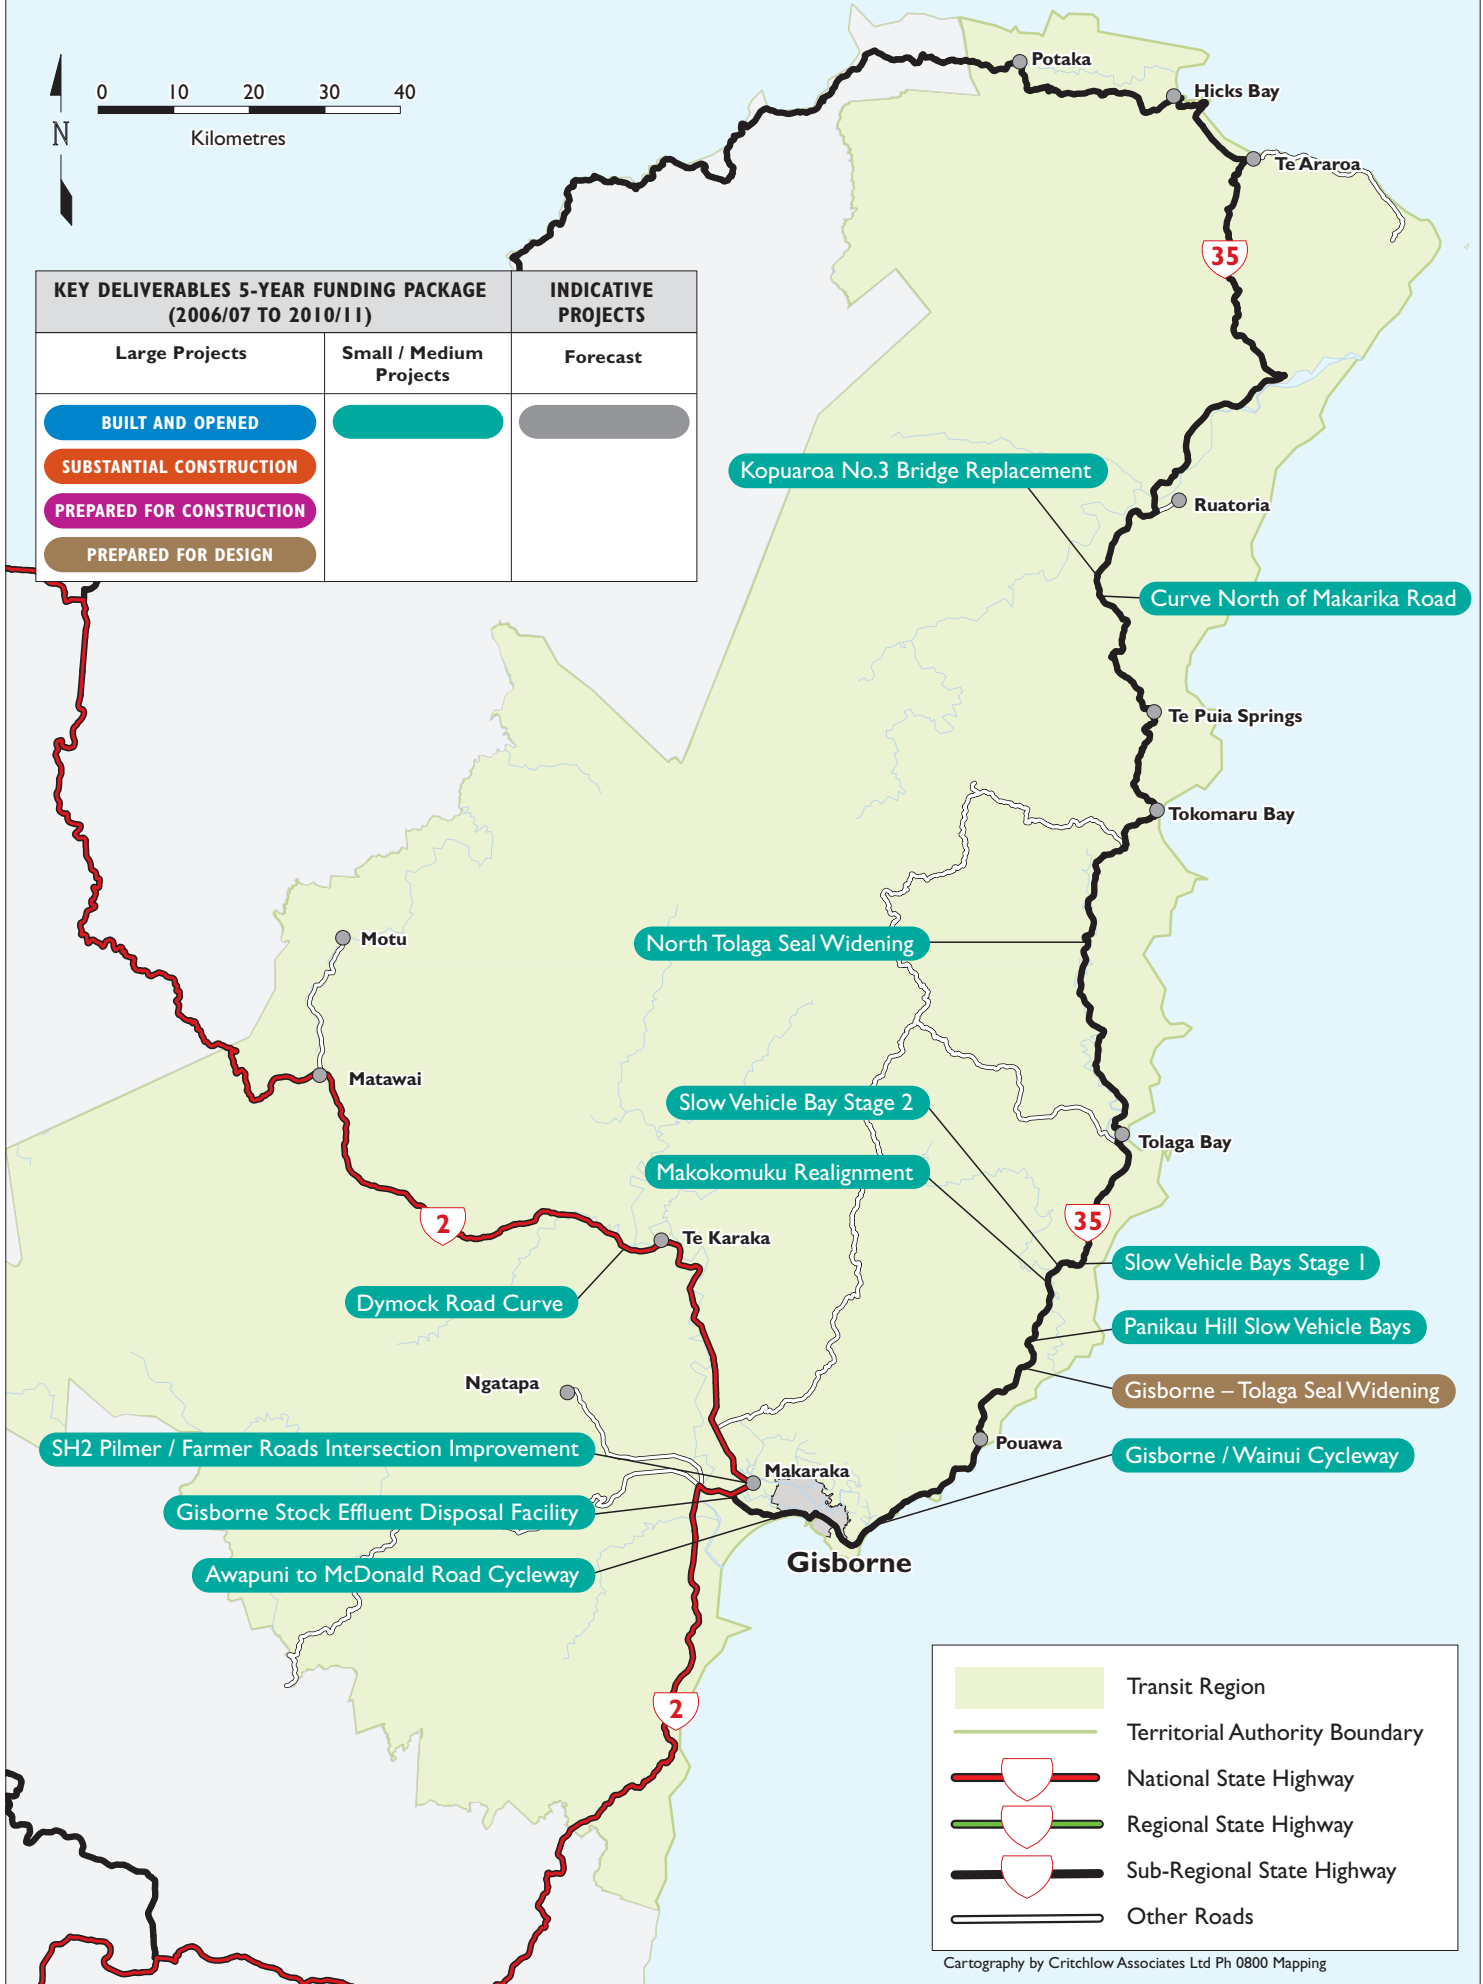 Potaka
Hicks Bay
Te Araroa
0 10 20 30 40
Kilometres
N
35
KEY DELIVERABLES 5-YEAR FUNDING PACKAGE
(2006/07 TO 2010/11)
INDICATIVE
PROJECTS
Large Projects
Small / Medium
Projects
Forecast
BUILT AND OPENED
SUBSTANTIAL CONSTRUCTION
PREPARED FOR CONSTRUCTION
PREPARED FOR DESIGN
Kopuaroa No.3 Bridge Replacement
Ruatoria
Curve North of Makarika Road
Te Puia Springs
Tokomaru Bay
Motu
North Tolaga Seal Widening
Matawai
Slow Vehicle Bay Stage 2
Tolaga Bay
Makokomuku Realignment
2
35
Te Karaka
Slow Vehicle Bays Stage 1
Dymock Road Curve
Panikau Hill Slow Vehicle Bays
Ngatapa
Gisborne – Tolaga Seal Widening
SH2 Pilmer / Farmer Roads Intersection Improvement
Pouawa
Gisborne / Wainui Cycleway
Makaraka
Gisborne Stock Effluent Disposal Facility
Gisborne
Awapuni to McDonald Road Cycleway
2
Transit Region
Territorial Authority Boundary
National State Highway
Regional State Highway
Sub-Regional State Highway
Other Roads
Cartography by Critchlow Associates Ltd Ph 0800 Mapping